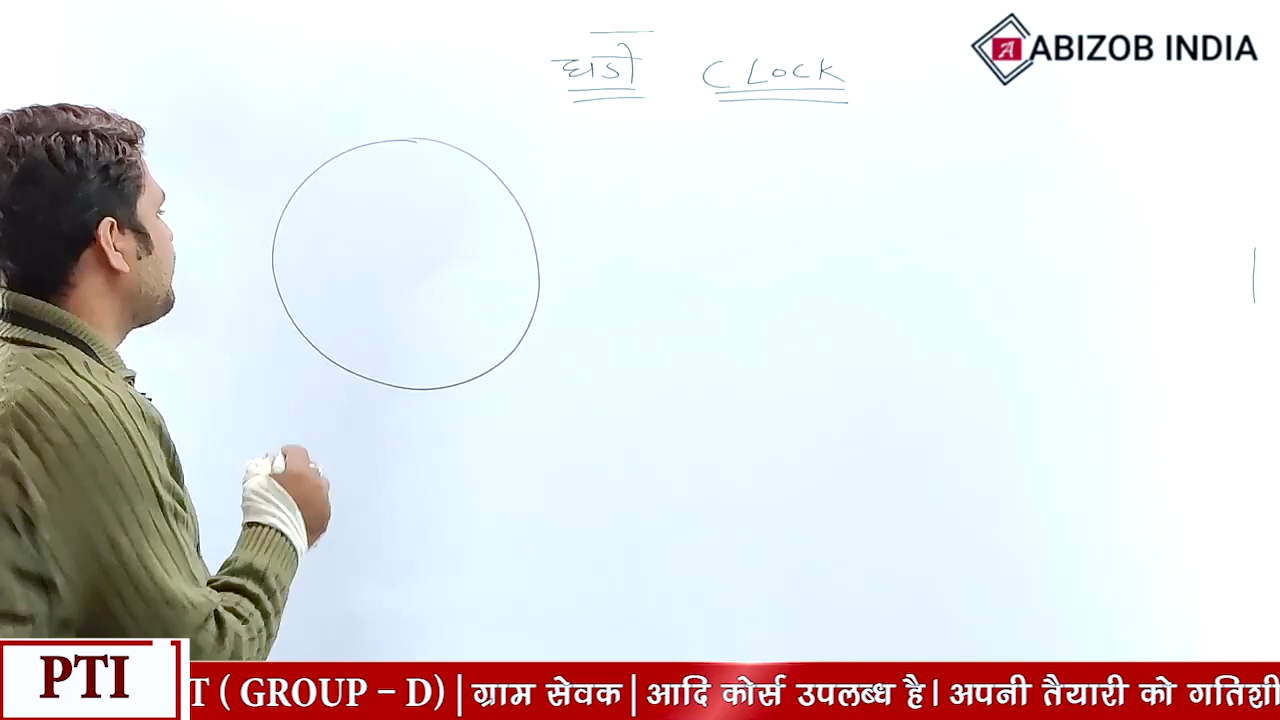 घडी CLOCK
ABIZOB INDIA
PTI
T ( GROUP – D) | ग्राम सेवक | आदि कोर्स उपलब्ध है। अपनी तैयारी को गतिशी